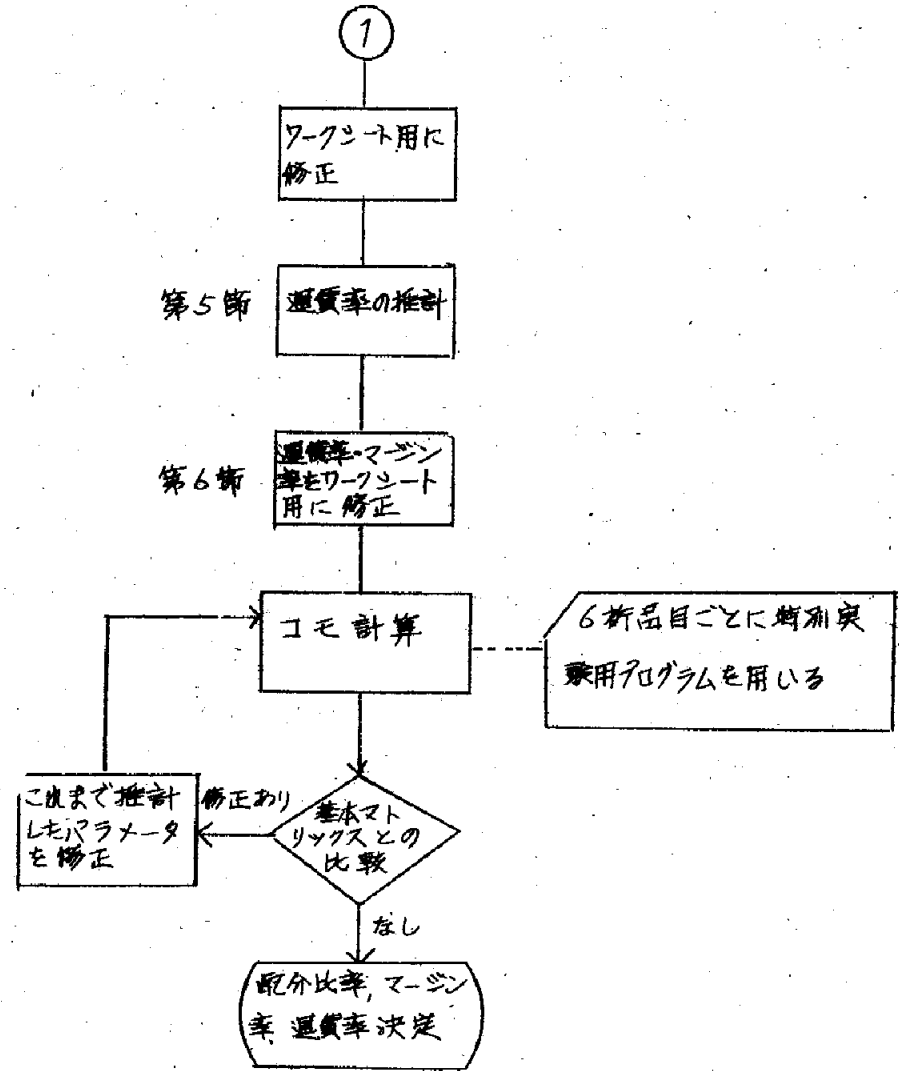 1
ワークシート用に
修正
第5節
運賃率の推計
第6節
運賃率・マージン
率をワークシート
用に修正
コモ計算
6桁品目ごとに特別実
験用プログラムを用いる
これまで推計
したパラメータ
を修正
修正あり
基本マト
リックスとの
比較
なし
配分比率,マージン
率,運賃率決定